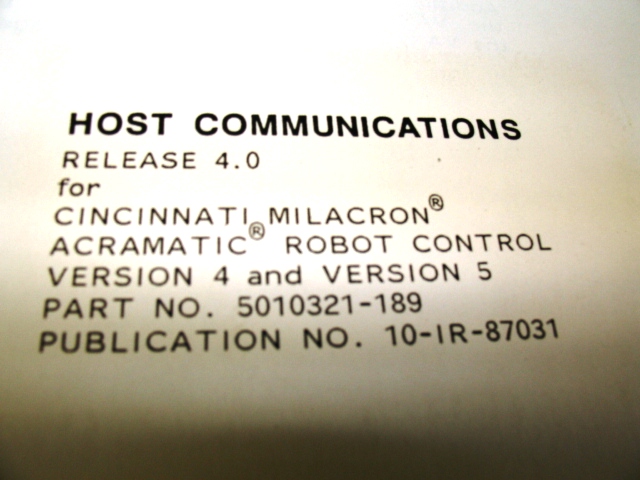 HOST COMMUNICATIONS
RELEASE 4.0
for
CINCINNATI MILACRON®
ACRAMATIC® ROBOT CONTROL
VERSION 4 and VERSION 5
PART NO. 5010321-189
PUBLICATION NO. 10-IR-87031